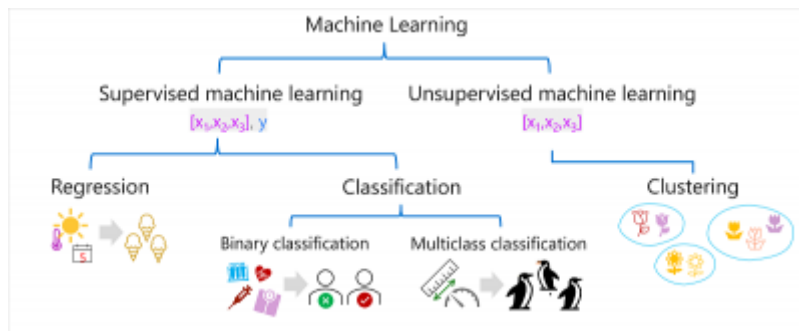 Machine Learning
Supervised machine learning
Unsupervised machine learning
[x₁,x₂,x₃], y
[x₁,x₂,x₃]
Regression
Classification
Clustering
5
Binary classification
Multiclass classification